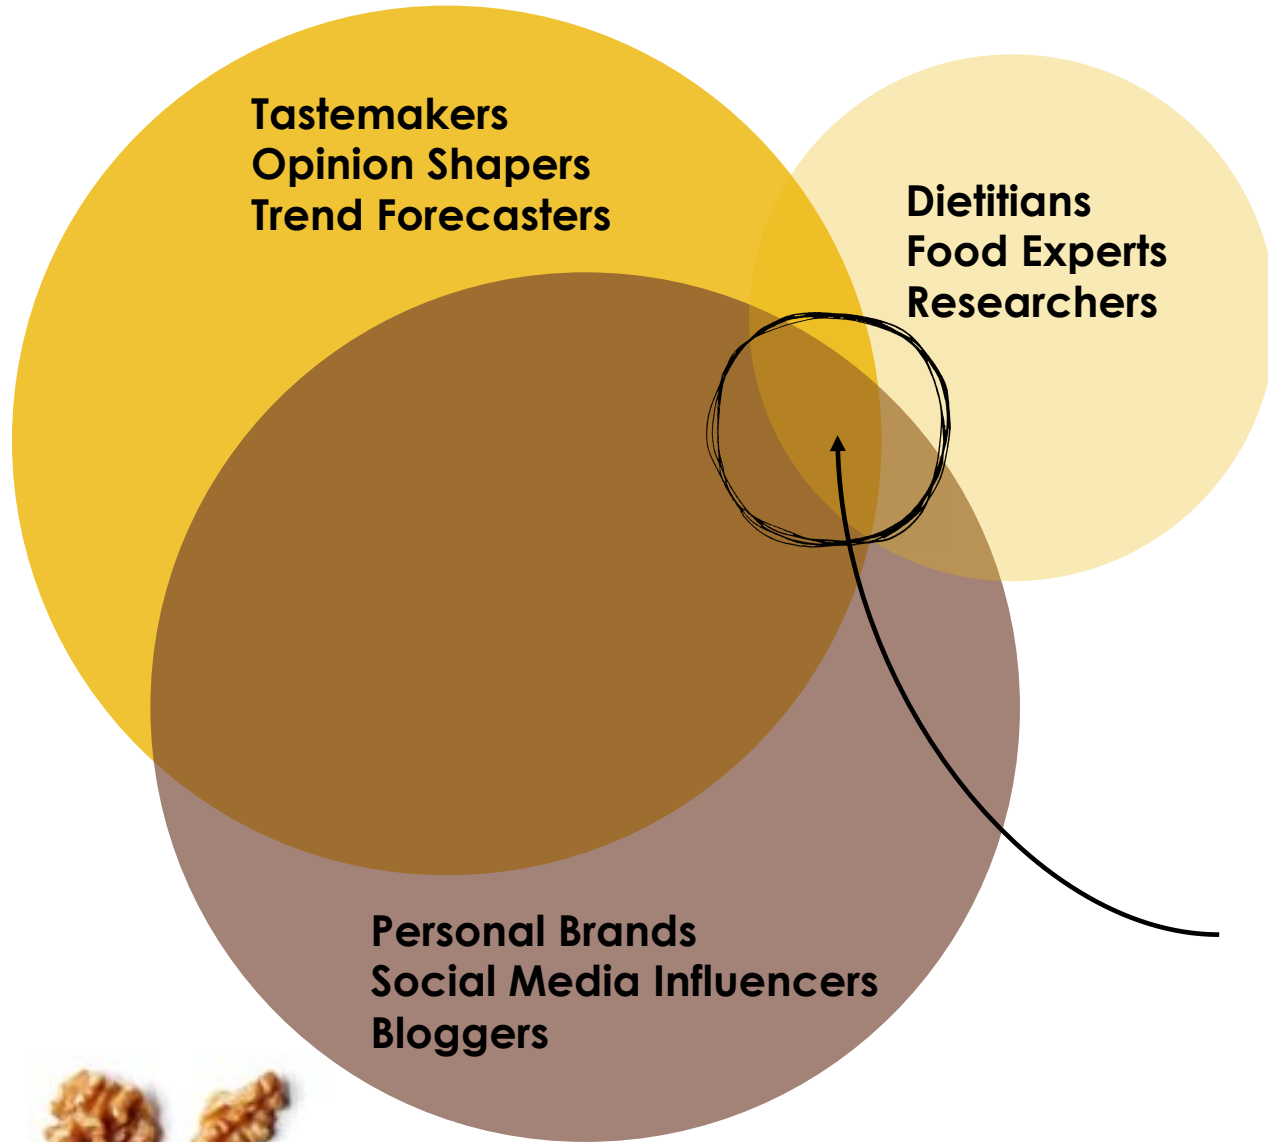 Tastemakers
Opinion Shapers
Trend Forecasters
Dietitians
Food Experts
Researchers
Personal Brands
Social Media Influencers
Bloggers